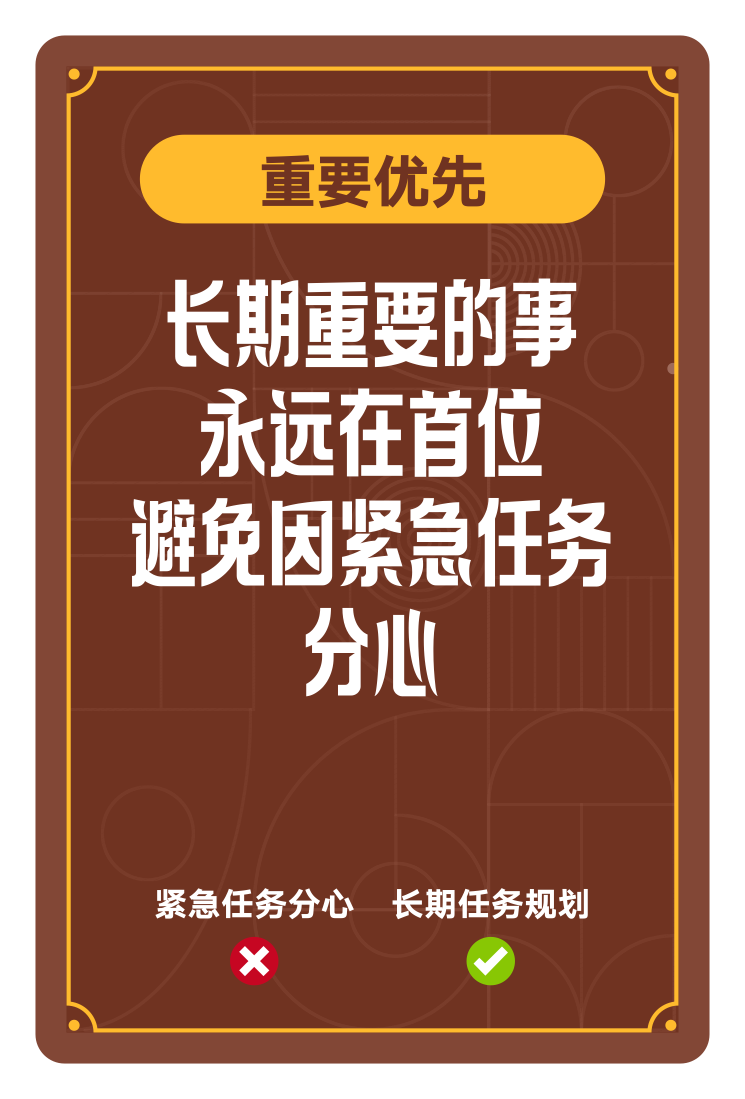 重要优先
长期重要的事
永远在首位
避免因紧急任务
分心
紧急任务分心 长期任务规划